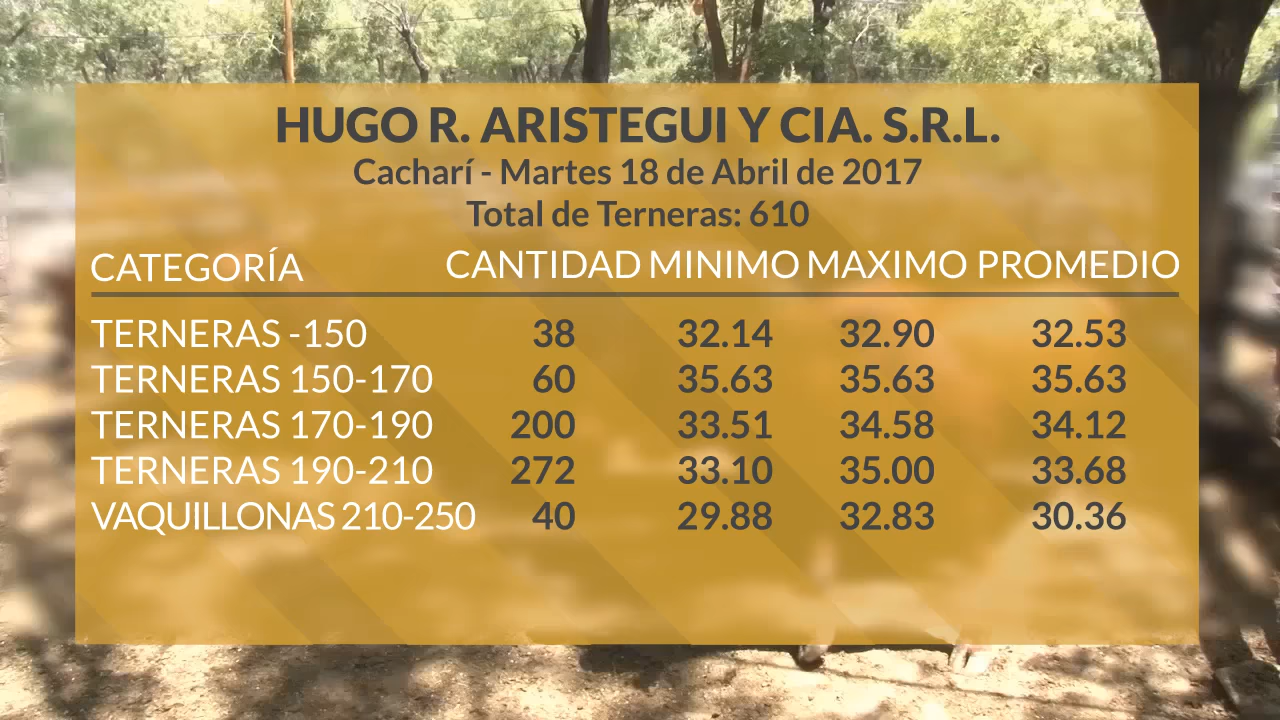 HUGO R. ARISTEGUI Y CIA. S.R.L.
Cacharí - Martes 18 de Abril de 2017
Total de Terneras: 610
CATEGORÍA CANTIDAD MINIMO MAXIMO PROMEDIO
TERNERAS -150 38 32.14 32.90 32.53
TERNERAS 150-170 60 35.63 35.63 35.63
TERNERAS 170-190 200 33.51 34.58 34.12
TERNERAS 190-210 272 33.10 35.00 33.68
VAQUILLONAS 210-250 40 29.88 32.83 30.36